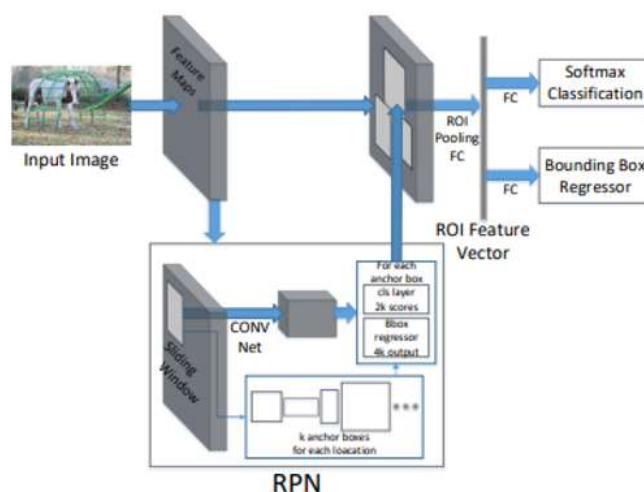 Input Image
Feature
Maps
ROI
Pooling
FC
FC
Softmax
Classification
FC
Bounding Box
Regressor
ROI Feature
Vector
Sliding
Window
CONV
Net
For each
anchor box
cls layer
2k scores
Bbox
regressor
4k output
k anchor boxes
for each loacation
RPN